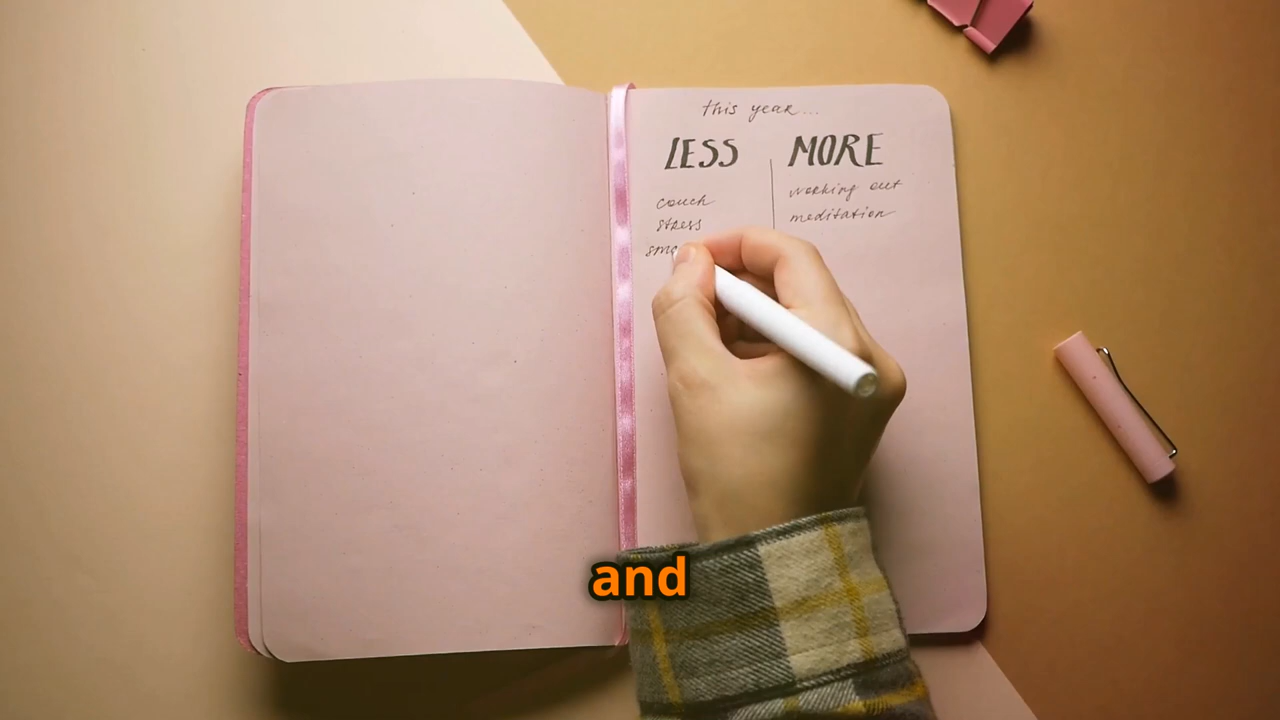 this year...
LESS MORE
couch working out
stress meditation
and